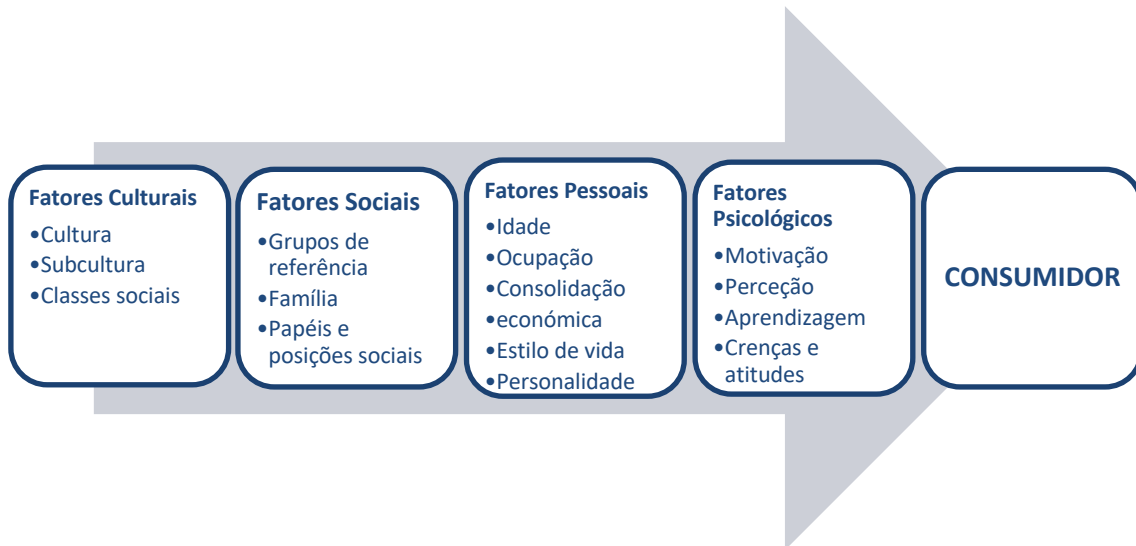 Fatores Culturais
•Cultura
•Subcultura
•Classes sociais
Fatores Sociais
•Grupos de
referência
•Família
•Papéis e
posições sociais
Fatores Pessoais
•Idade
•Ocupação
•Consolidação
•económica
•Estilo de vida
•Personalidade
Fatores
Psicológicos
•Motivação
•Perceção
•Aprendizagem
•Crenças e
atitudes
CONSUMIDOR